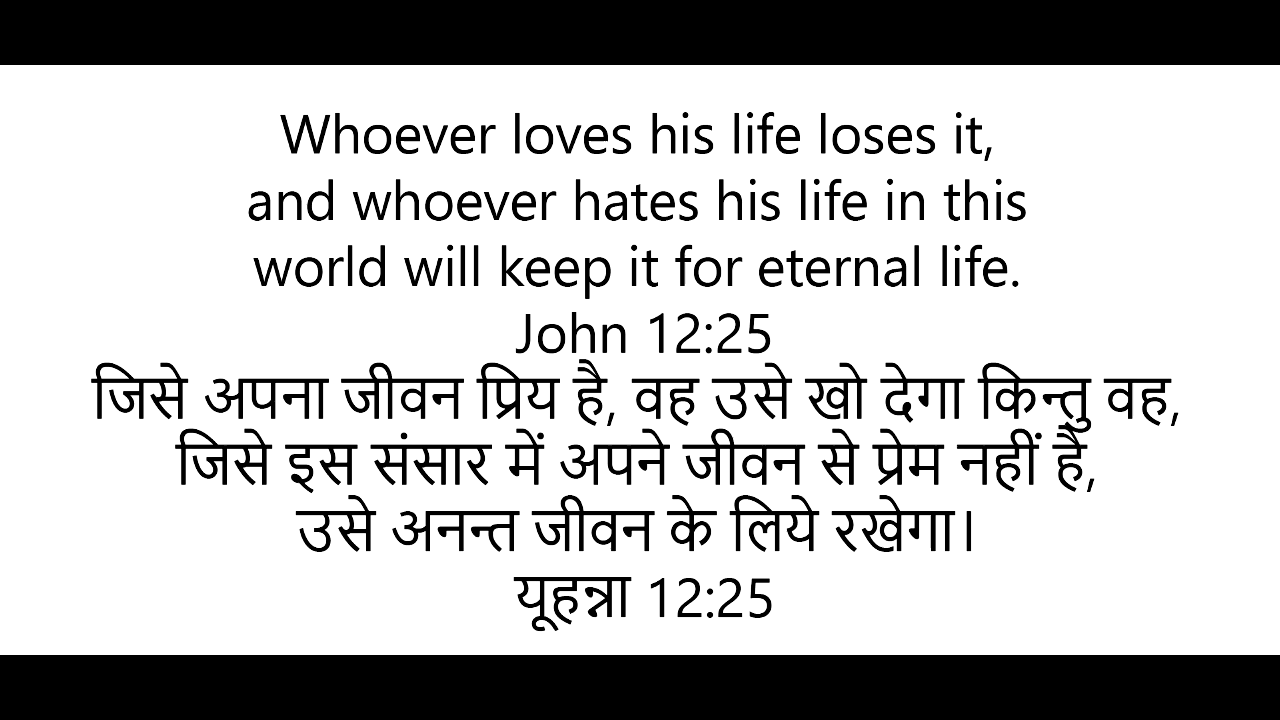 Whoever loves his life loses it,
and whoever hates his life in this
world will keep it for eternal life.
John 12:25
जिसे अपना जीवन प्रिय है, वह उसे खो देगा किन्तु वह,
जिसे इस संसार में अपने जीवन से प्रेम नहीं है,
उसे अनन्त जीवन के लिये रखेगा।
यूहन्ना 12:25